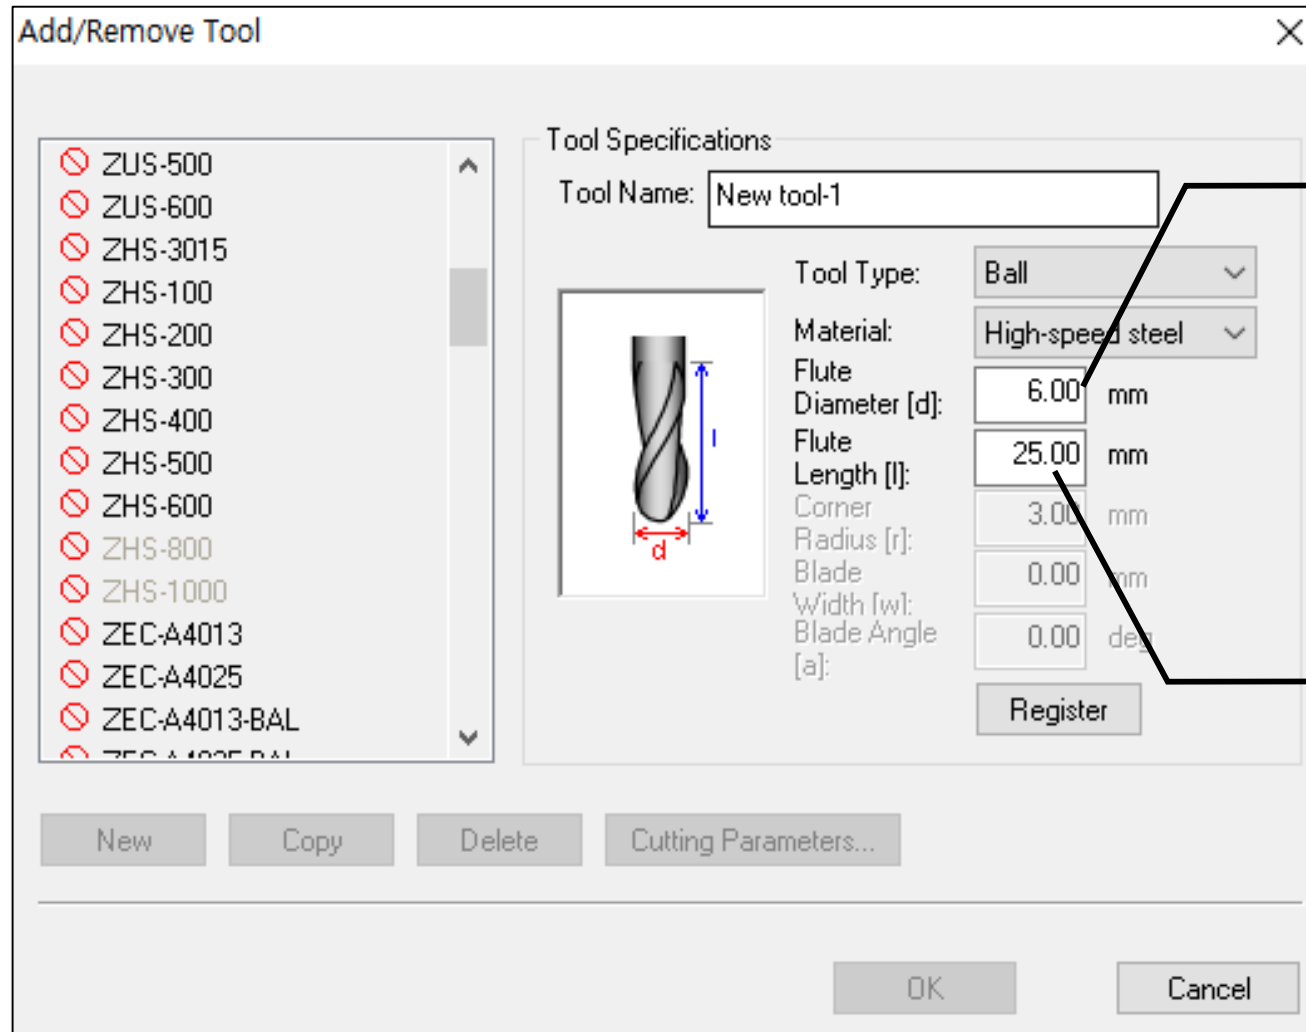 Add/Remove Tool
ZUS-500
ZUS-600
ZHS-3015
ZHS-100
ZHS-200
ZHS-300
ZHS-400
ZHS-500
ZHS-600
ZHS-800
ZHS-1000
ZEC-A4013
ZEC-A4025
ZEC-A4013-BAL
Tool Specifications
Tool Name: New tool-1
Tool Type: Ball
Material: High-speed steel
Flute
Diameter [d]: 6.00 mm
Flute
Length [l]: 25.00 mm
Corner
Radius [r]: 3.00 mm
Blade
Width [w]: 0.00 mm
Blade Angle
[a]: 0.00 deg
l
d
Register
New Copy Delete Cutting Parameters...
OK Cancel